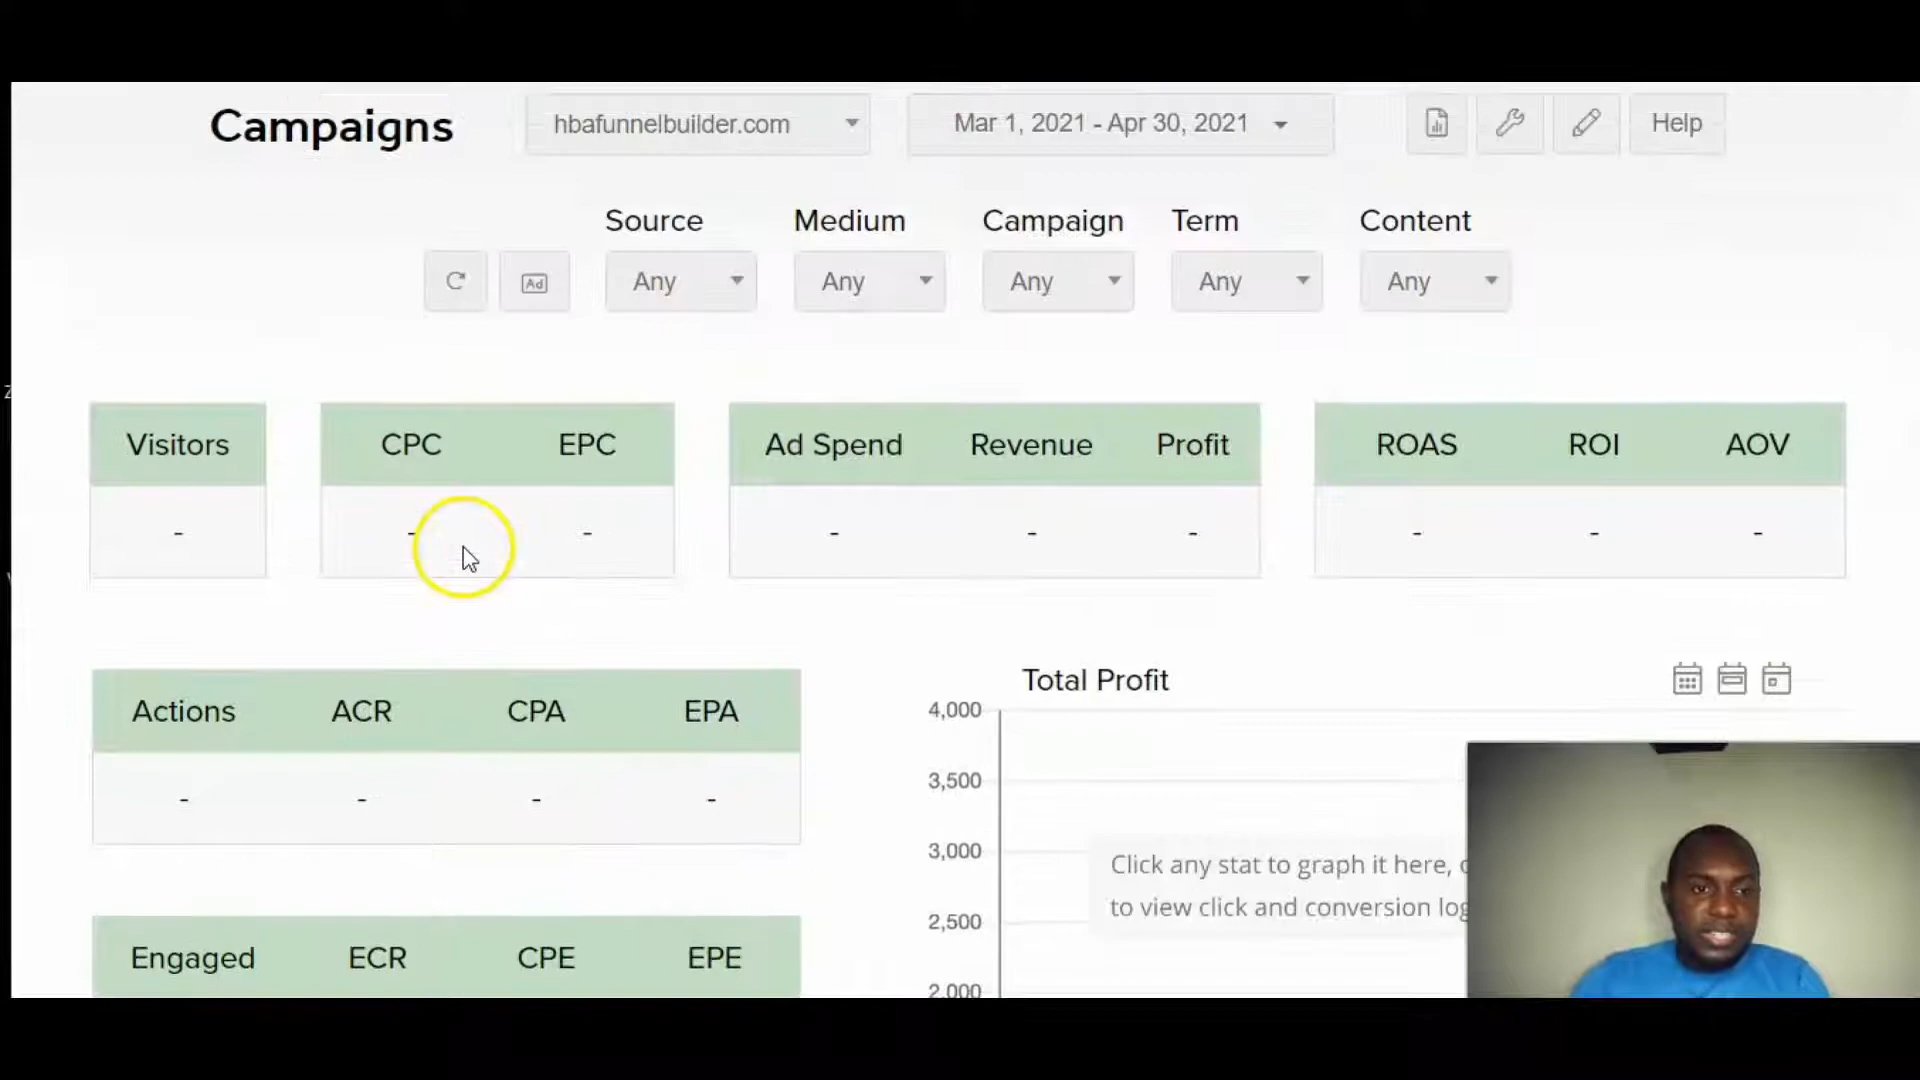 Campaigns hbafunnelbuilder.com Mar 1, 2021 - Apr 30, 2021 Help
Source Medium Campaign Term Content
Ad Any Any Any Any Any
Visitors CPC EPC Ad Spend Revenue Profit ROAS ROI AOV
- - - - - - - - -
Actions ACR CPA EPA
- - - -
Total Profit
4,000
3,500
3,000
2,500
2,000
Click any stat to graph it here,
to view click and conversion log
Engaged ECR CPE EPE